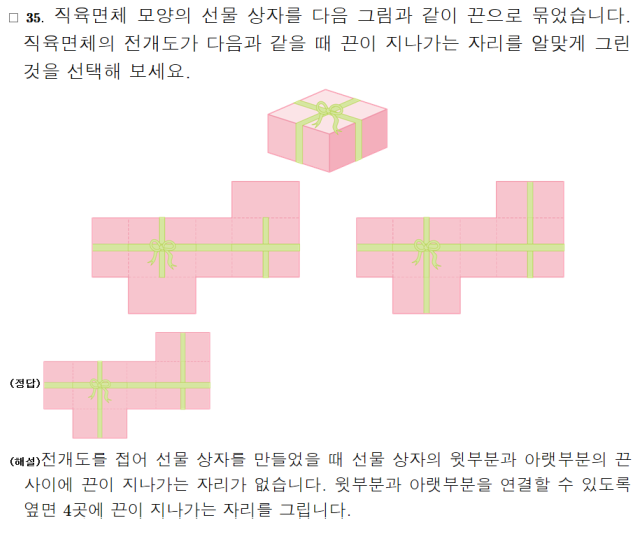 □ 35. 직육면체 모양의 선물 상자를 다음 그림과 같이 끈으로 묶었습니다.
직육면체의 전개도가 다음과 같을 때 끈이 지나가는 자리를 알맞게 그린
것을 선택해 보세요.
(정답)
(해설)전개도를 접어 선물 상자를 만들었을 때 선물 상자의 윗부분과 아랫부분의 끈
사이에 끈이 지나가는 자리가 없습니다. 윗부분과 아랫부분을 연결할 수 있도록
옆면 4곳에 끈이 지나가는 자리를 그립니다.